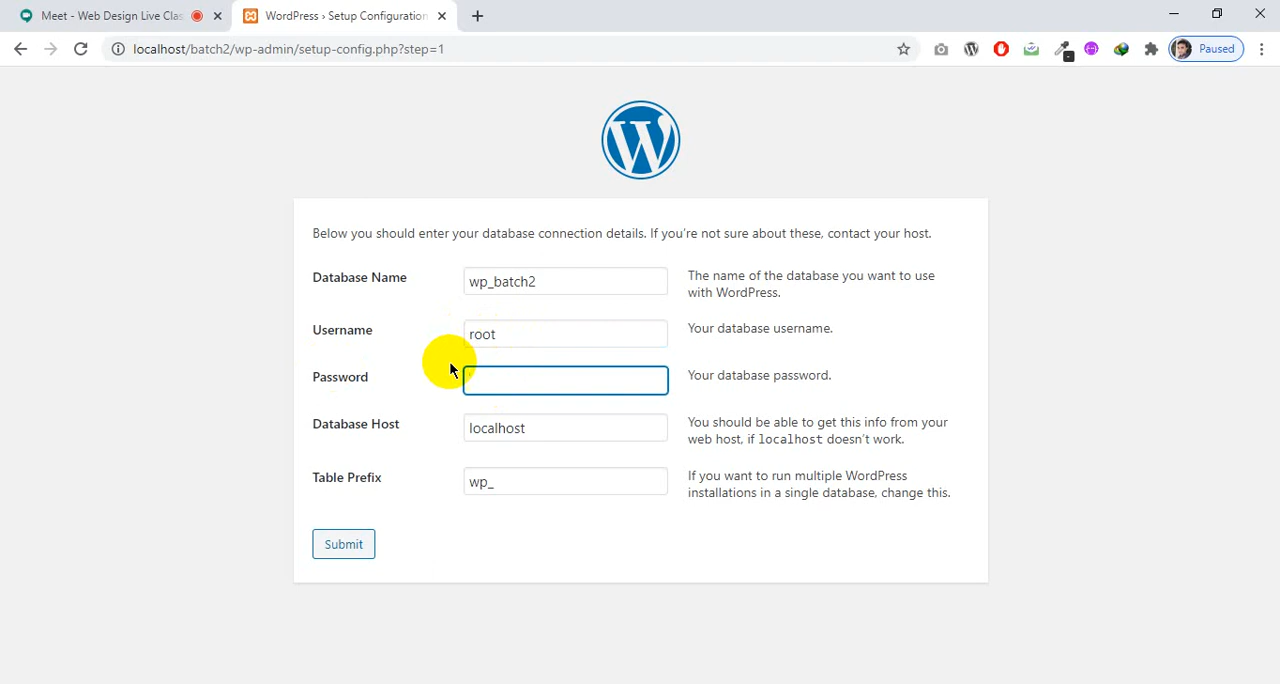 Meet - Web Design Live Clas
WordPress › Setup Configuration
localhost/batch2/wp-admin/setup-config.php?step=1
Paused
Below you should enter your database connection details. If you're not sure about these, contact your host.
Database Name
wp_batch2
The name of the database you want to use
with WordPress.
Username
root
Your database username.
Password
Your database password.
Database Host
localhost
You should be able to get this info from your
web host, if localhost doesn't work.
Table Prefix
wp_
If you want to run multiple WordPress
installations in a single database, change this.
Submit